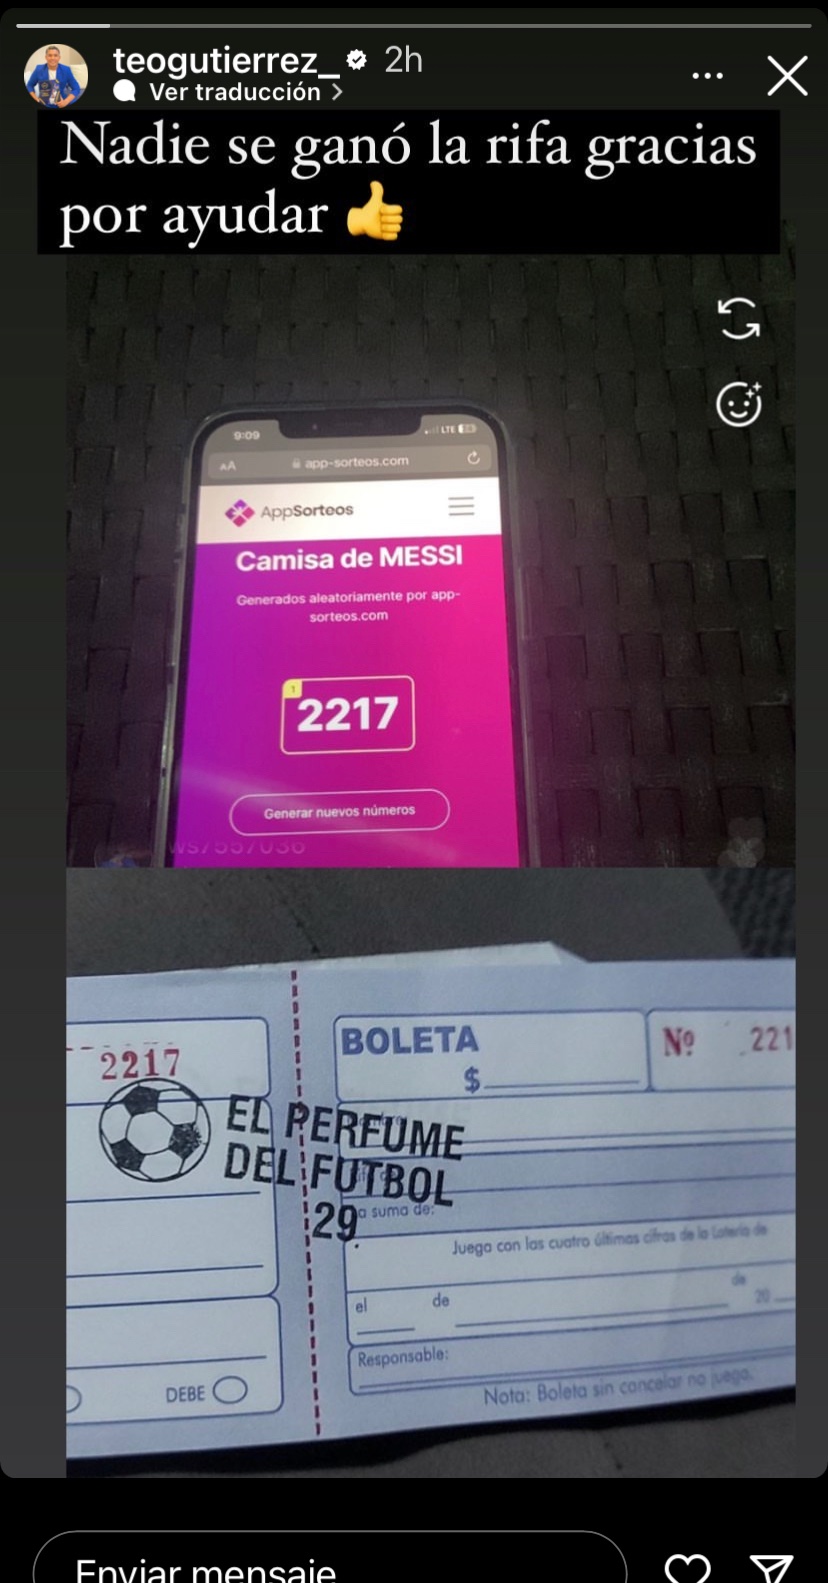 teogutierrez_ 2h
Ver traducción
Nadie se ganó la rifa gracias
por ayudar 👍
9:09
LTE
AA
app-sorteos.com
AppSorteos
Camisa de MESSI
Generados aleatoriamente por app-
sorteos.com
1
2217
Generar nuevos números
2217
BOLETA
$
Nº 221
EL PERFUME
DEL FUTBOL
29
a suma de:
Juega con las cuatro últimas cifras de la Lotería de
el de de 20
Responsable:
DEBE
Nota: Boleta sin cancelar no juega.
Enviar mensaje